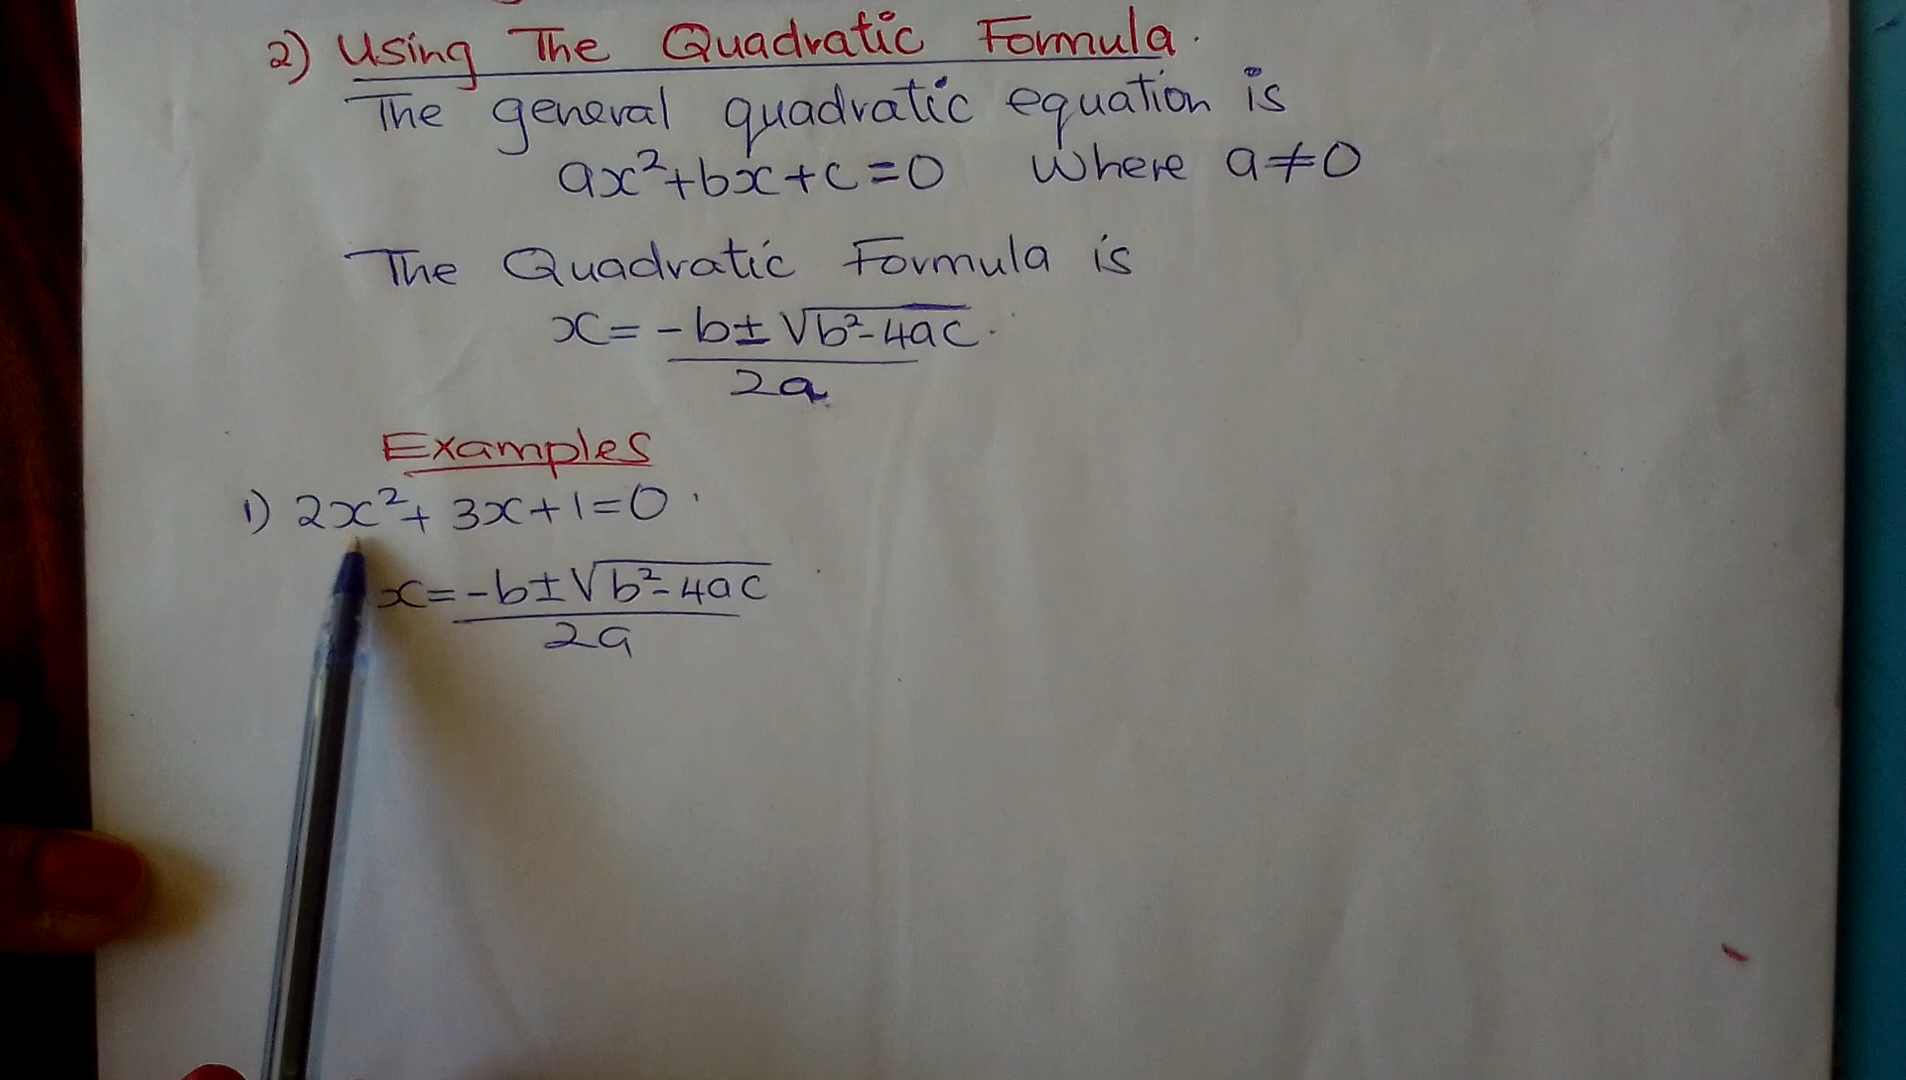 2) Using The Quadratic Formula.
The general quadratic equation is
ax²+bx+c=0 where a≠0
The Quadratic Formula is
x=-b±√b²-4ac.
2a
Examples
1) 2x²+3x+1=0
x=-b±√b²-4ac
2a